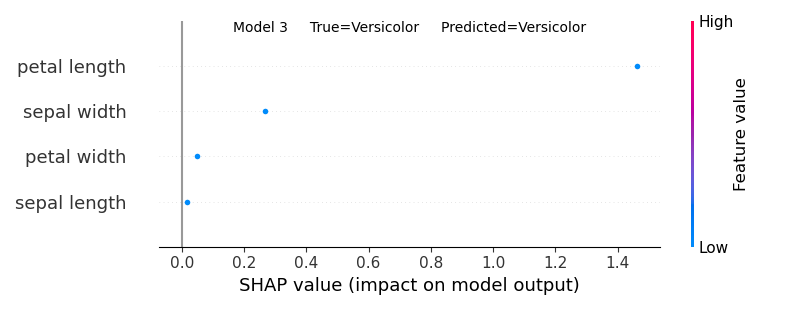 Model 3 True=Versicolor Predicted=Versicolor
High
petal length
sepal width
petal width
sepal length
Feature value
Low
0.0 0.2 0.4 0.6 0.8 1.0 1.2 1.4
SHAP value (impact on model output)